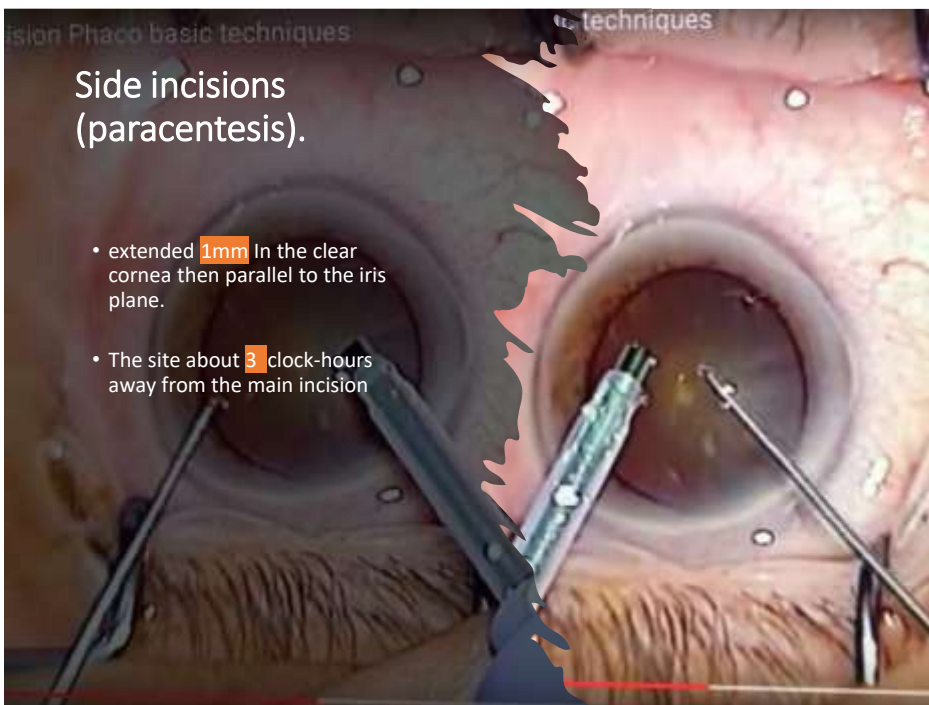 ision Phaco basic techniques
techniques
Side incisions
(paracentesis).
• extended 1mm In the clear
cornea then parallel to the iris
plane.
• The site about 3 clock-hours
away from the main incision